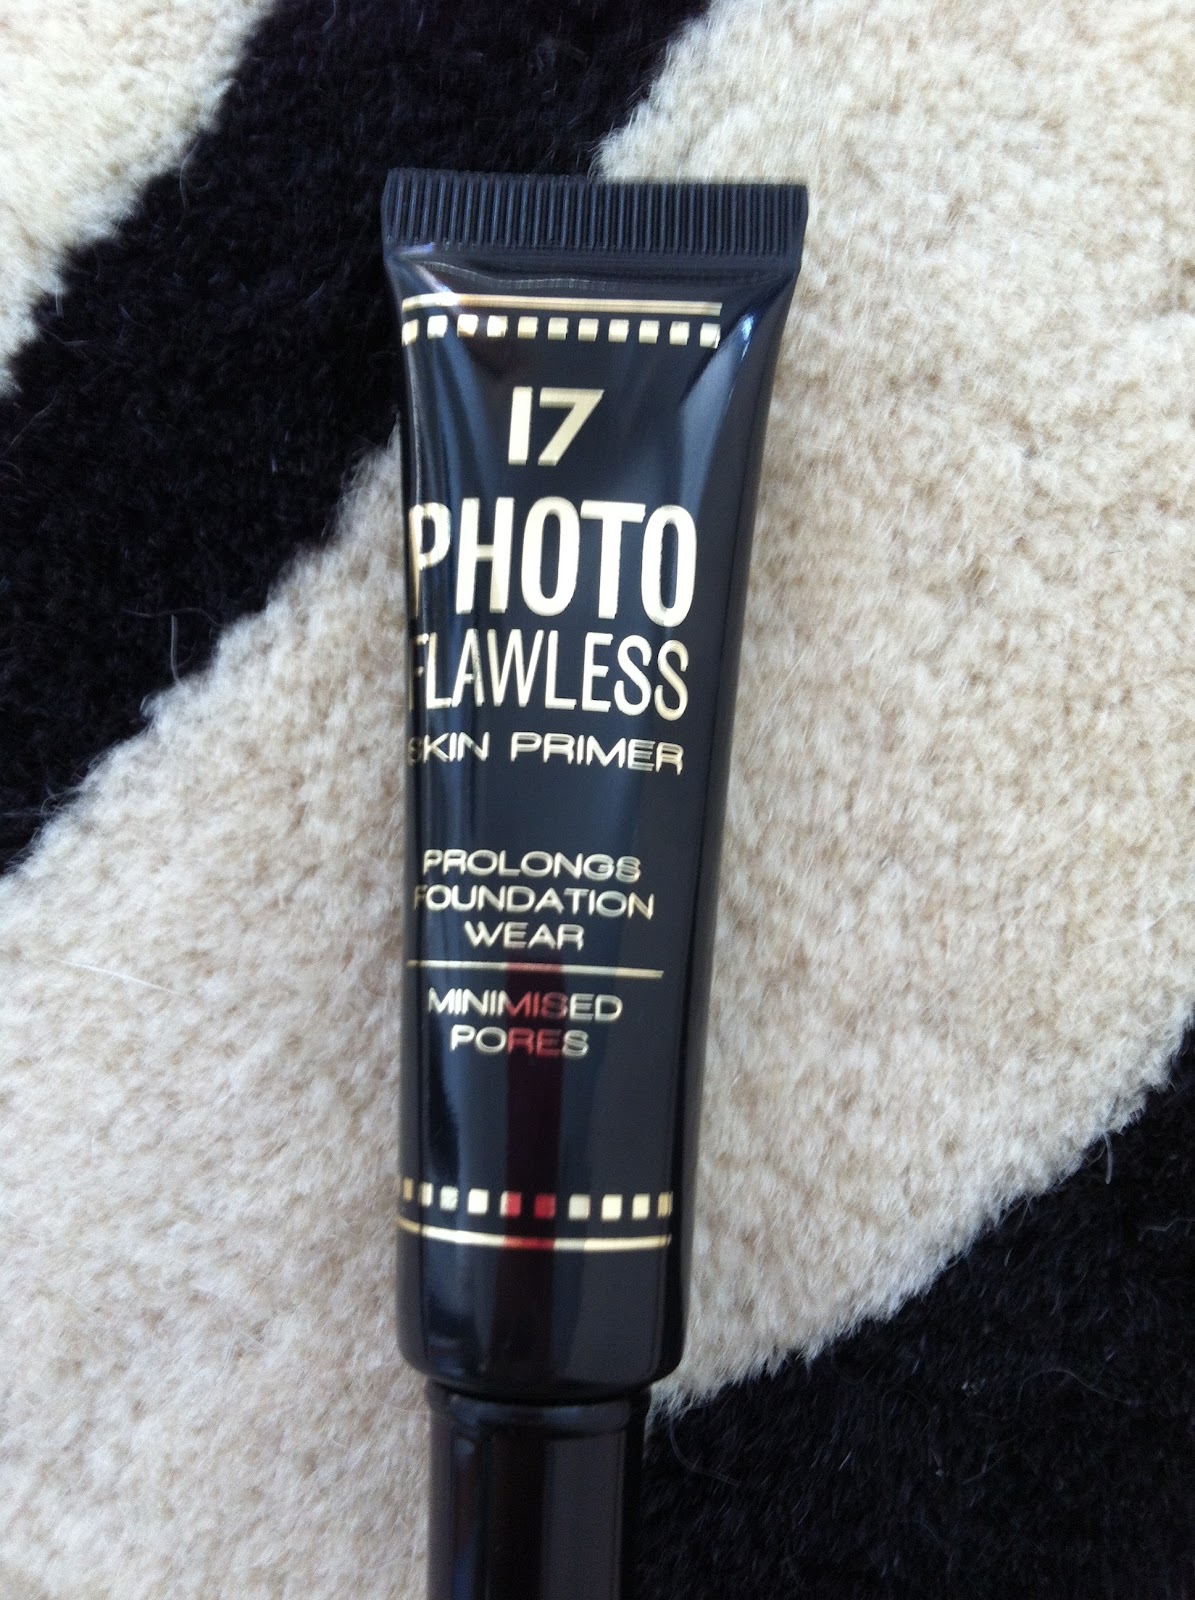 17
PHOTO
FLAWLESS
SKIN PRIMER
PROLONGS
FOUNDATION
WEAR
MINIMISED
PORES